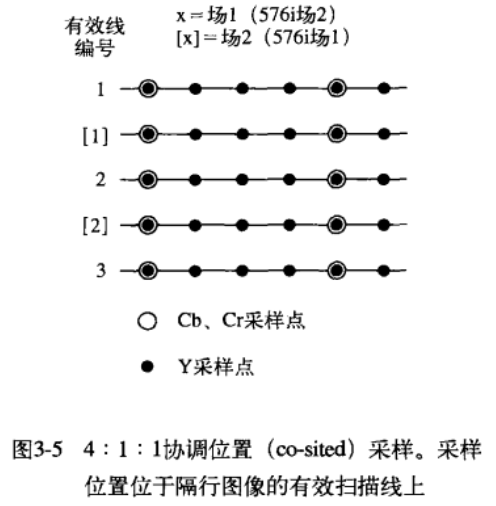 有效线
编号
x = 场1（576i场2）
[x] = 场2（576i场1）
1
[1]
2
[2]
3
Cb、Cr采样点
Y采样点
图3-5 4：1：1协调位置（co-sited）采样。采样
位置位于隔行图像的有效扫描线上